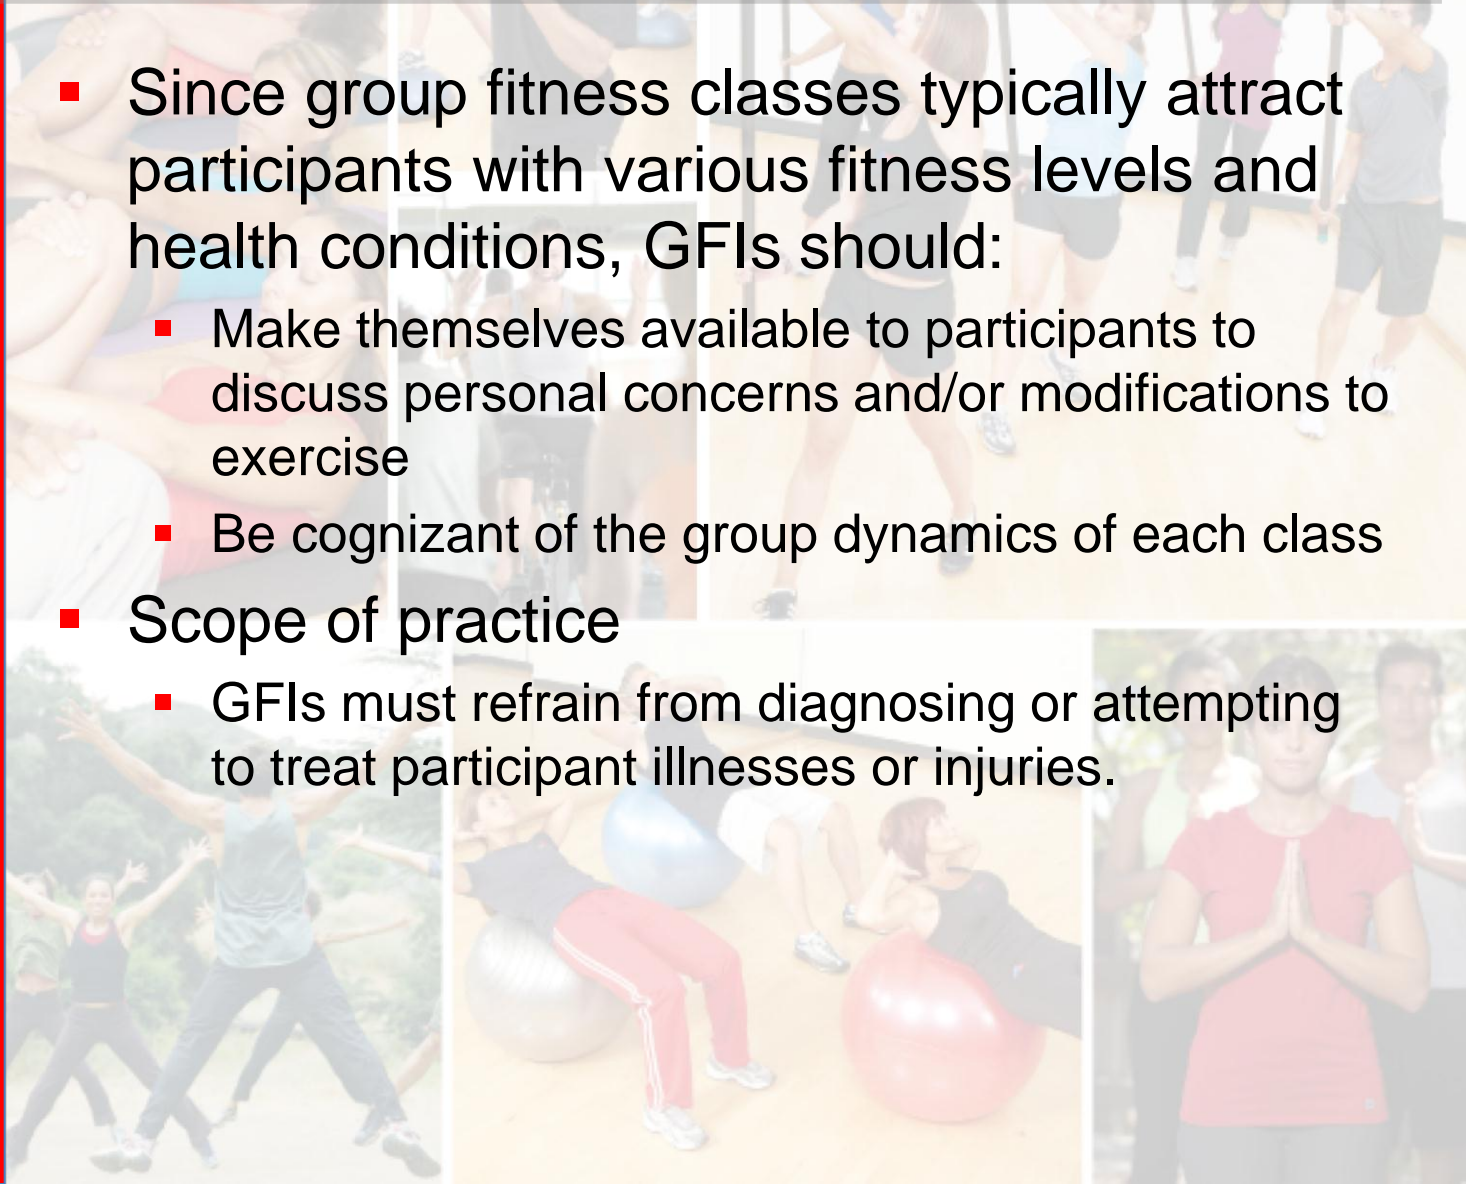 Since group fitness classes typically attract
participants with various fitness levels and
health conditions, GFIs should:
Make themselves available to participants to
discuss personal concerns and/or modifications to
exercise
Be cognizant of the group dynamics of each class
Scope of practice
GFIs must refrain from diagnosing or attempting
to treat participant illnesses or injuries.